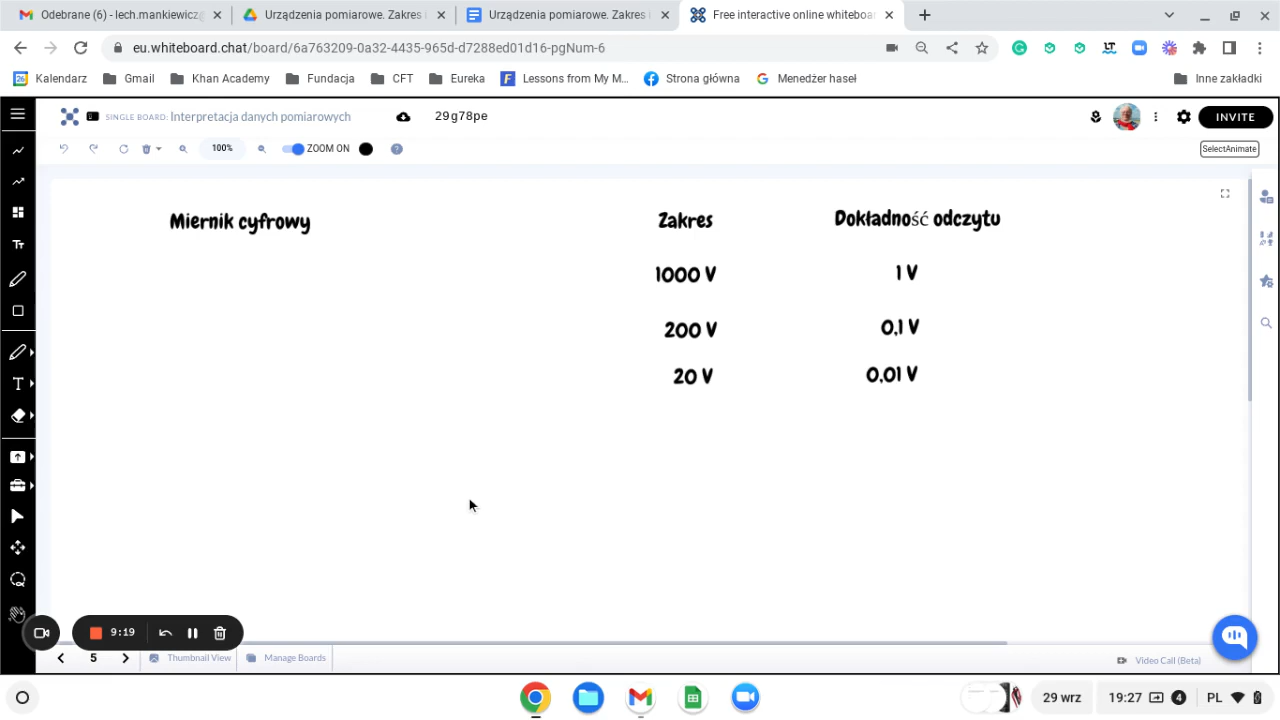 Odebrane (6) - lech.mankiewicz@
Urządzenia pomiarowe. Zakres i
Urządzenia pomiarowe. Zakres i
Free interactive online whiteboar
eu.whiteboard.chat/board/6a763209-0a32-4435-965d-d7288ed01d16-pgNum-6
Kalendarz
Gmail
Khan Academy
Fundacja
CFT
Eureka
Lessons from My M...
Strona główna
Menedżer haseł
Inne zakładki
SINGLE BOARD: Interpretacja danych pomiarowych
29g78pe
INVITE
100%
ZOOM ON
SelectAnimate
Miernik cyfrowy
Zakres
Dokładność odczytu
1000 V
1 V
200 V
0,1 V
20 V
0,01 V
9:19
5
Thumbnail View
Manage Boards
Video Call (Beta)
29 wrz
19:27
4
PL